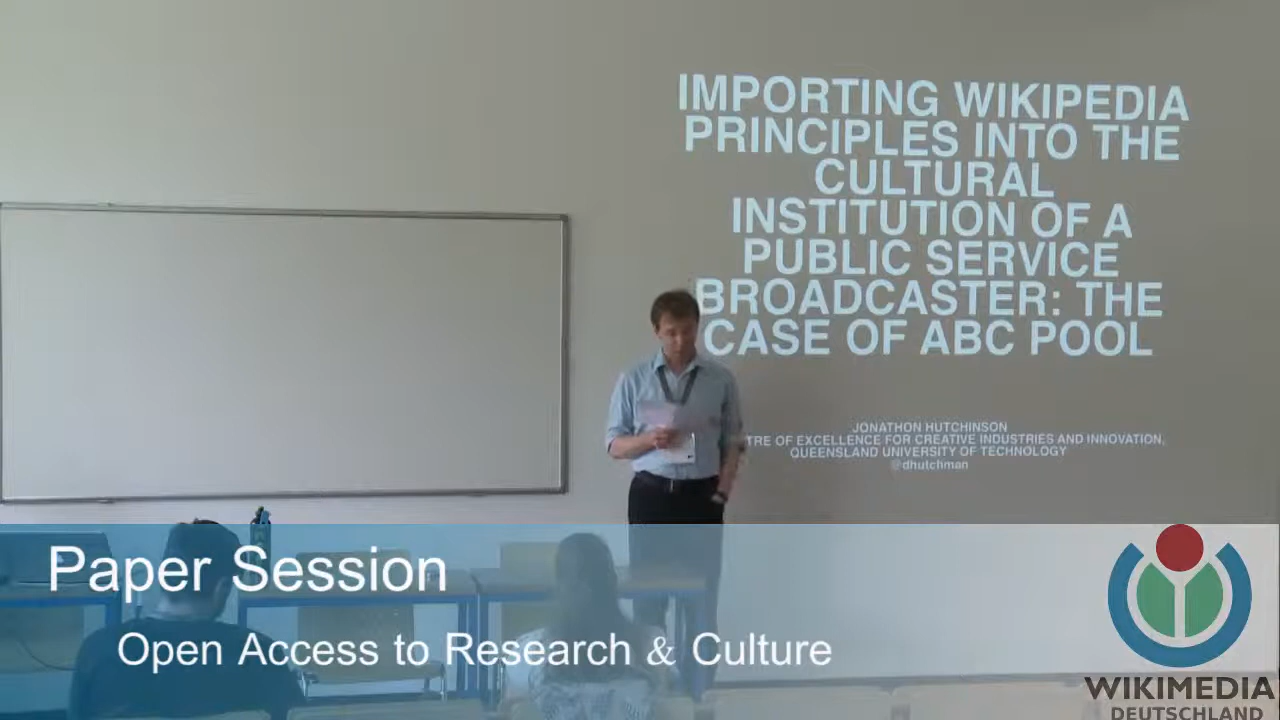 IMPORTING WIKIPEDIA
PRINCIPLES INTO THE
CULTURAL
INSTITUTION OF A
PUBLIC SERVICE
BROADCASTER: THE
CASE OF ABC POOL
JONATHON HUTCHINSON
TRE OF EXCELLENCE FOR CREATIVE INDUSTRIES AND INNOVATION,
QUEENSLAND UNIVERSITY OF TECHNOLOGY
@dhutchman
Paper Session
Open Access to Research & Culture
WIKIMEDIA
DEUTSCHLAND